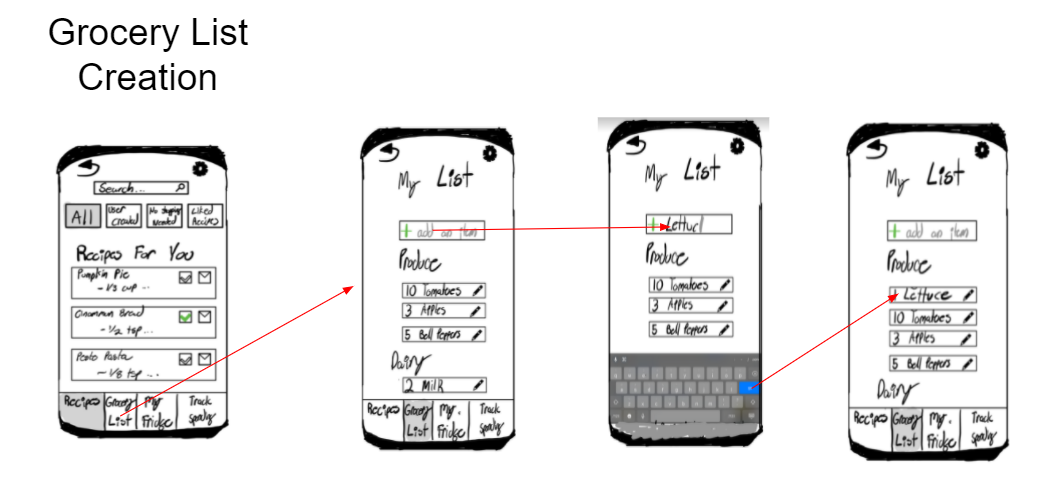 Grocery List
Creation
Search...
All
User Created
No shopping Needed
Liked Recipes
Recipes For You
Pumpkin Pie
- 1/3 cup ...
Cinnamon Bread
- 1/2 tsp ...
Pesto Pasta
- 1/8 tsp ...
Recipes
Grocery List
My Fridge
Track
My List
+ add an item
Produce
10 Tomatoes
3 Apples
5 Bell Peppers
Dairy
2 Milk
Recipes
Grocery List
My. Fridge
Track
My List
+ Lettuc
Produce
10 Tomatoes
3 Apples
5 Bell Peppers
My List
+ add an item
Produce
1 Lettuce
10 Tomatoes
3 Apples
5 Bell Peppers
Dairy
Recipes
Grocery List
My. Fridge
Track